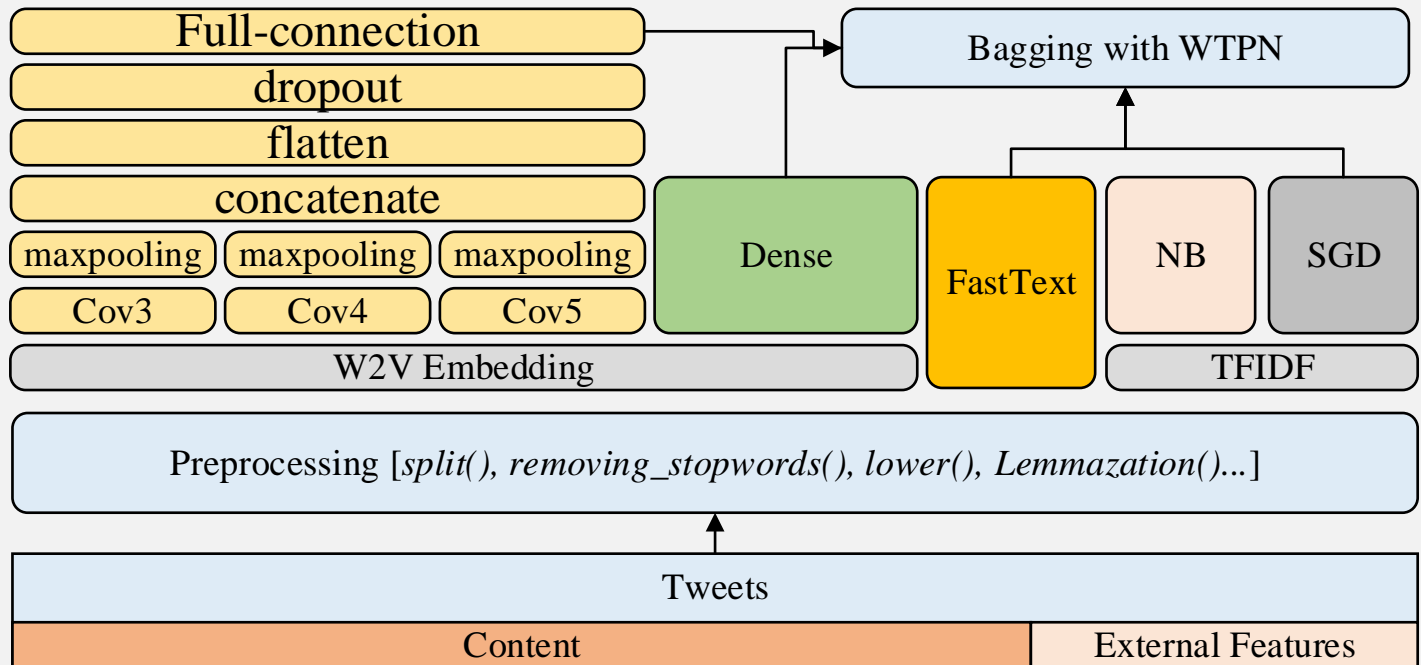 Full-connection
Bagging with WTPN
dropout
flatten
concatenate
maxpooling maxpooling maxpooling
Dense
FastText
NB
SGD
Cov3 Cov4 Cov5
W2V Embedding
TFIDF
Preprocessing [split(), removing_stopwords(), lower(), Lemmazation()...]
Tweets
Content
External Features